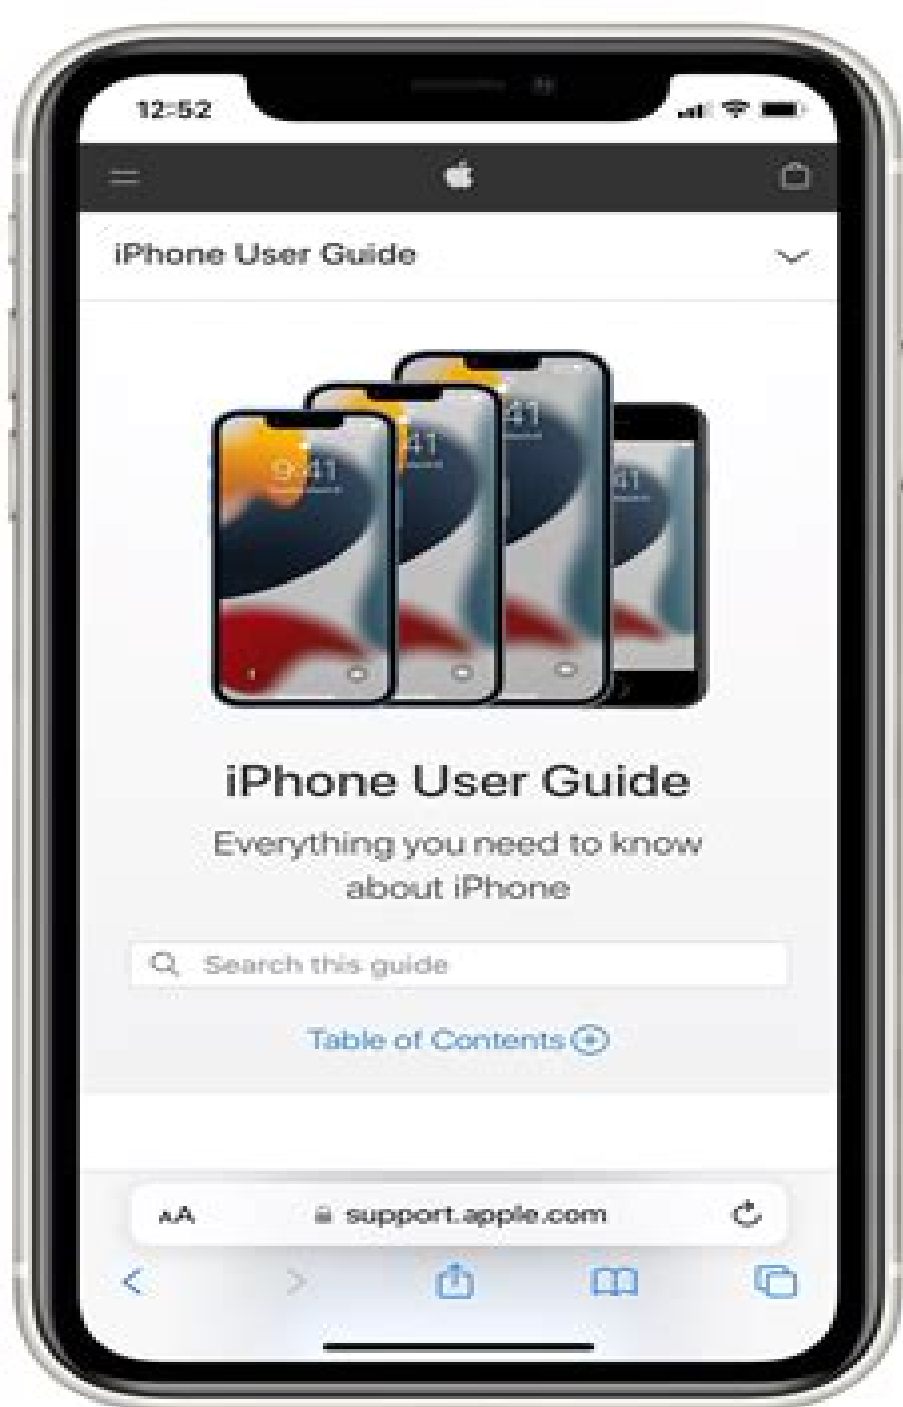 12:52
iPhone User Guide
9:41
41
41
41
iPhone User Guide
Everything you need to know
about iPhone
Search this guide
Table of Contents
AA support.apple.com